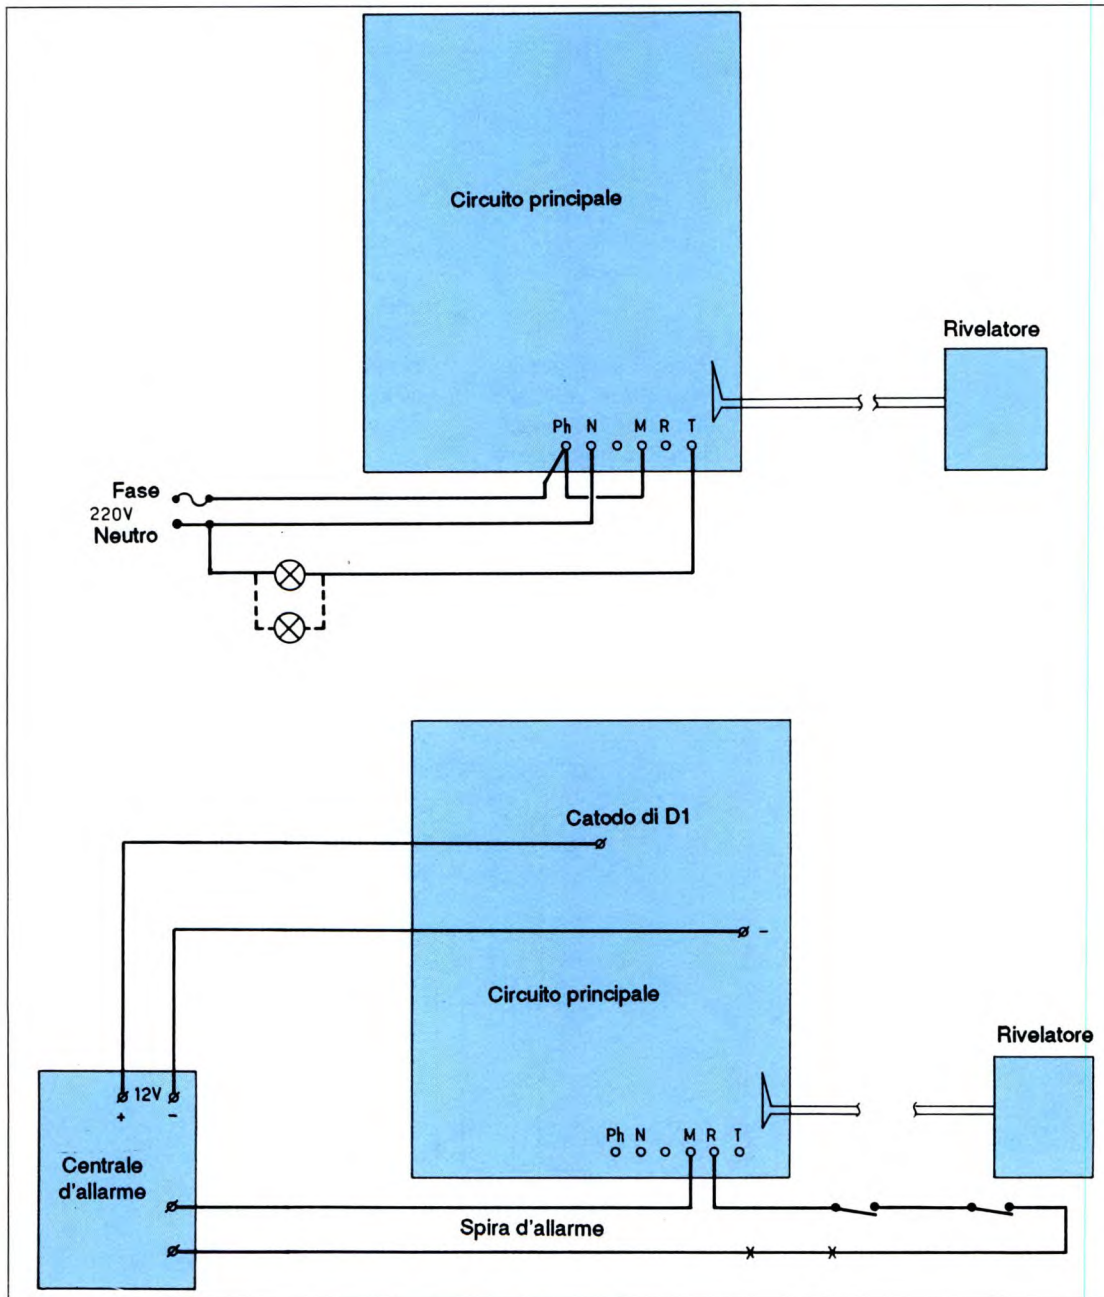 Circuito principale
Rivelatore
Ph N M R T
Fase
220V
Neutro
Catodo di D1
-
Circuito principale
Rivelatore
12V
+ -
Ph N M R T
Centrale
d'allarme
Spira d'allarme